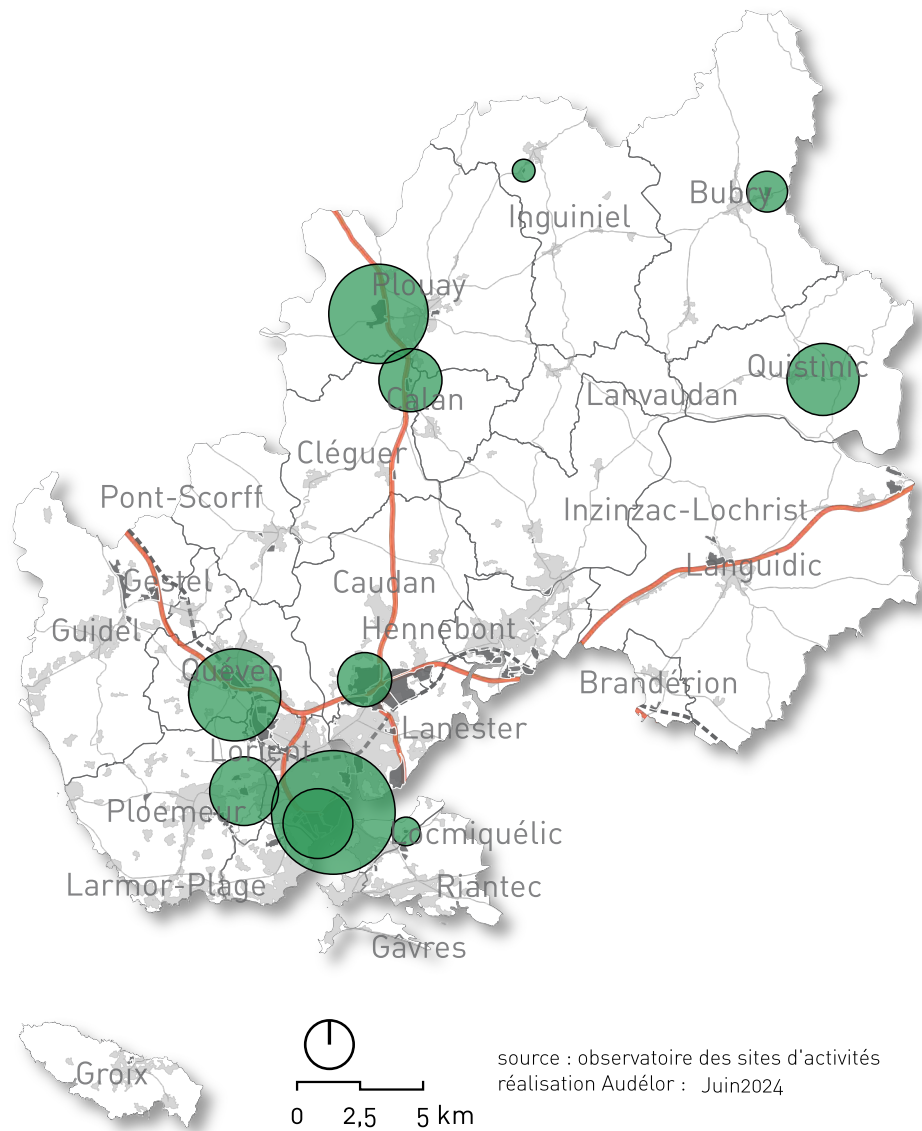 Bubry
Inguiniel
Plouay
Quistinic
Calan
Lanvaudan
Cléguer
Pont-Scorff
Inzinzac-Lochrist
Languidic
Gestel
Caudan
Guidel
Hennebont
Quéven
Brandérion
Lanester
Lorient
Ploemeur
Locmiquélic
Larmor-Plage
Riantec
Gâvres
Groix
source : observatoire des sites d'activités
réalisation Audélor : Juin2024
0 2,5 5 km